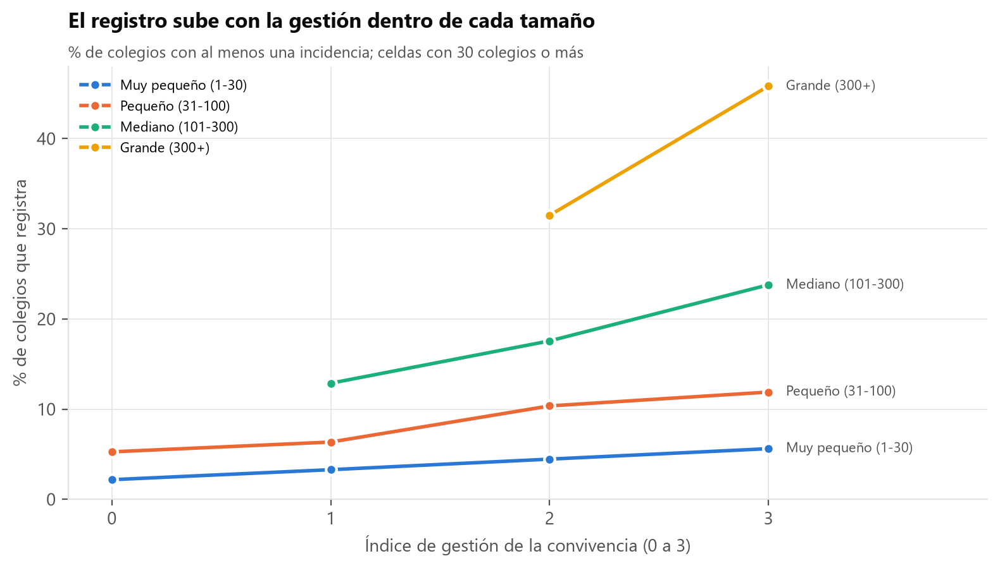 El registro sube con la gestión dentro de cada tamaño
% de colegios con al menos una incidencia; celdas con 30 colegios o más
Muy pequeño (1-30)
Pequeño (31-100)
Mediano (101-300)
Grande (300+)
Grande (300+)
Mediano (101-300)
Pequeño (31-100)
Muy pequeño (1-30)
% de colegios que registra
40
30
20
10
0
0 1 2 3
Índice de gestión de la convivencia (0 a 3)